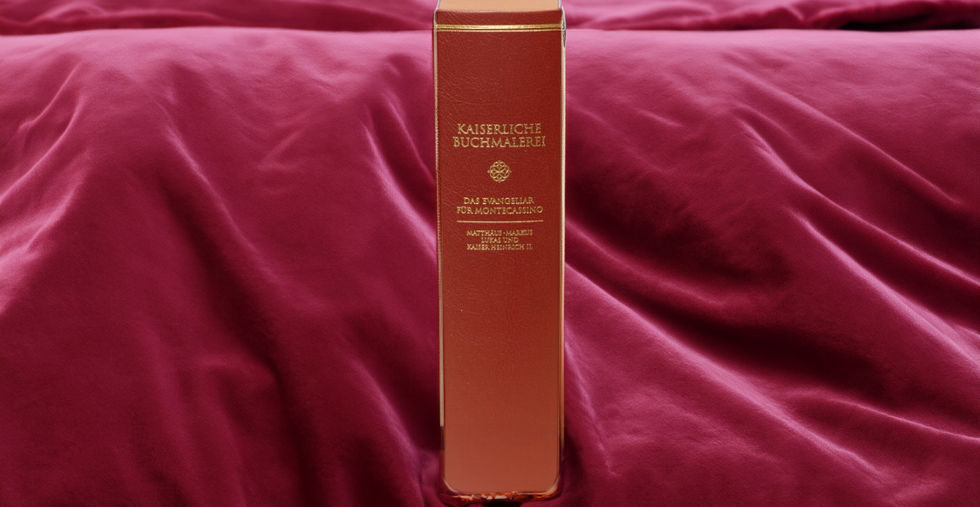 KAISERLICHE
BUCHMALEREI
DAS EVANGELIAR
FÜR MONTECASSINO
MATTHÄUS · MARKUS
LUKAS UND
KAISER HEINRICH II.